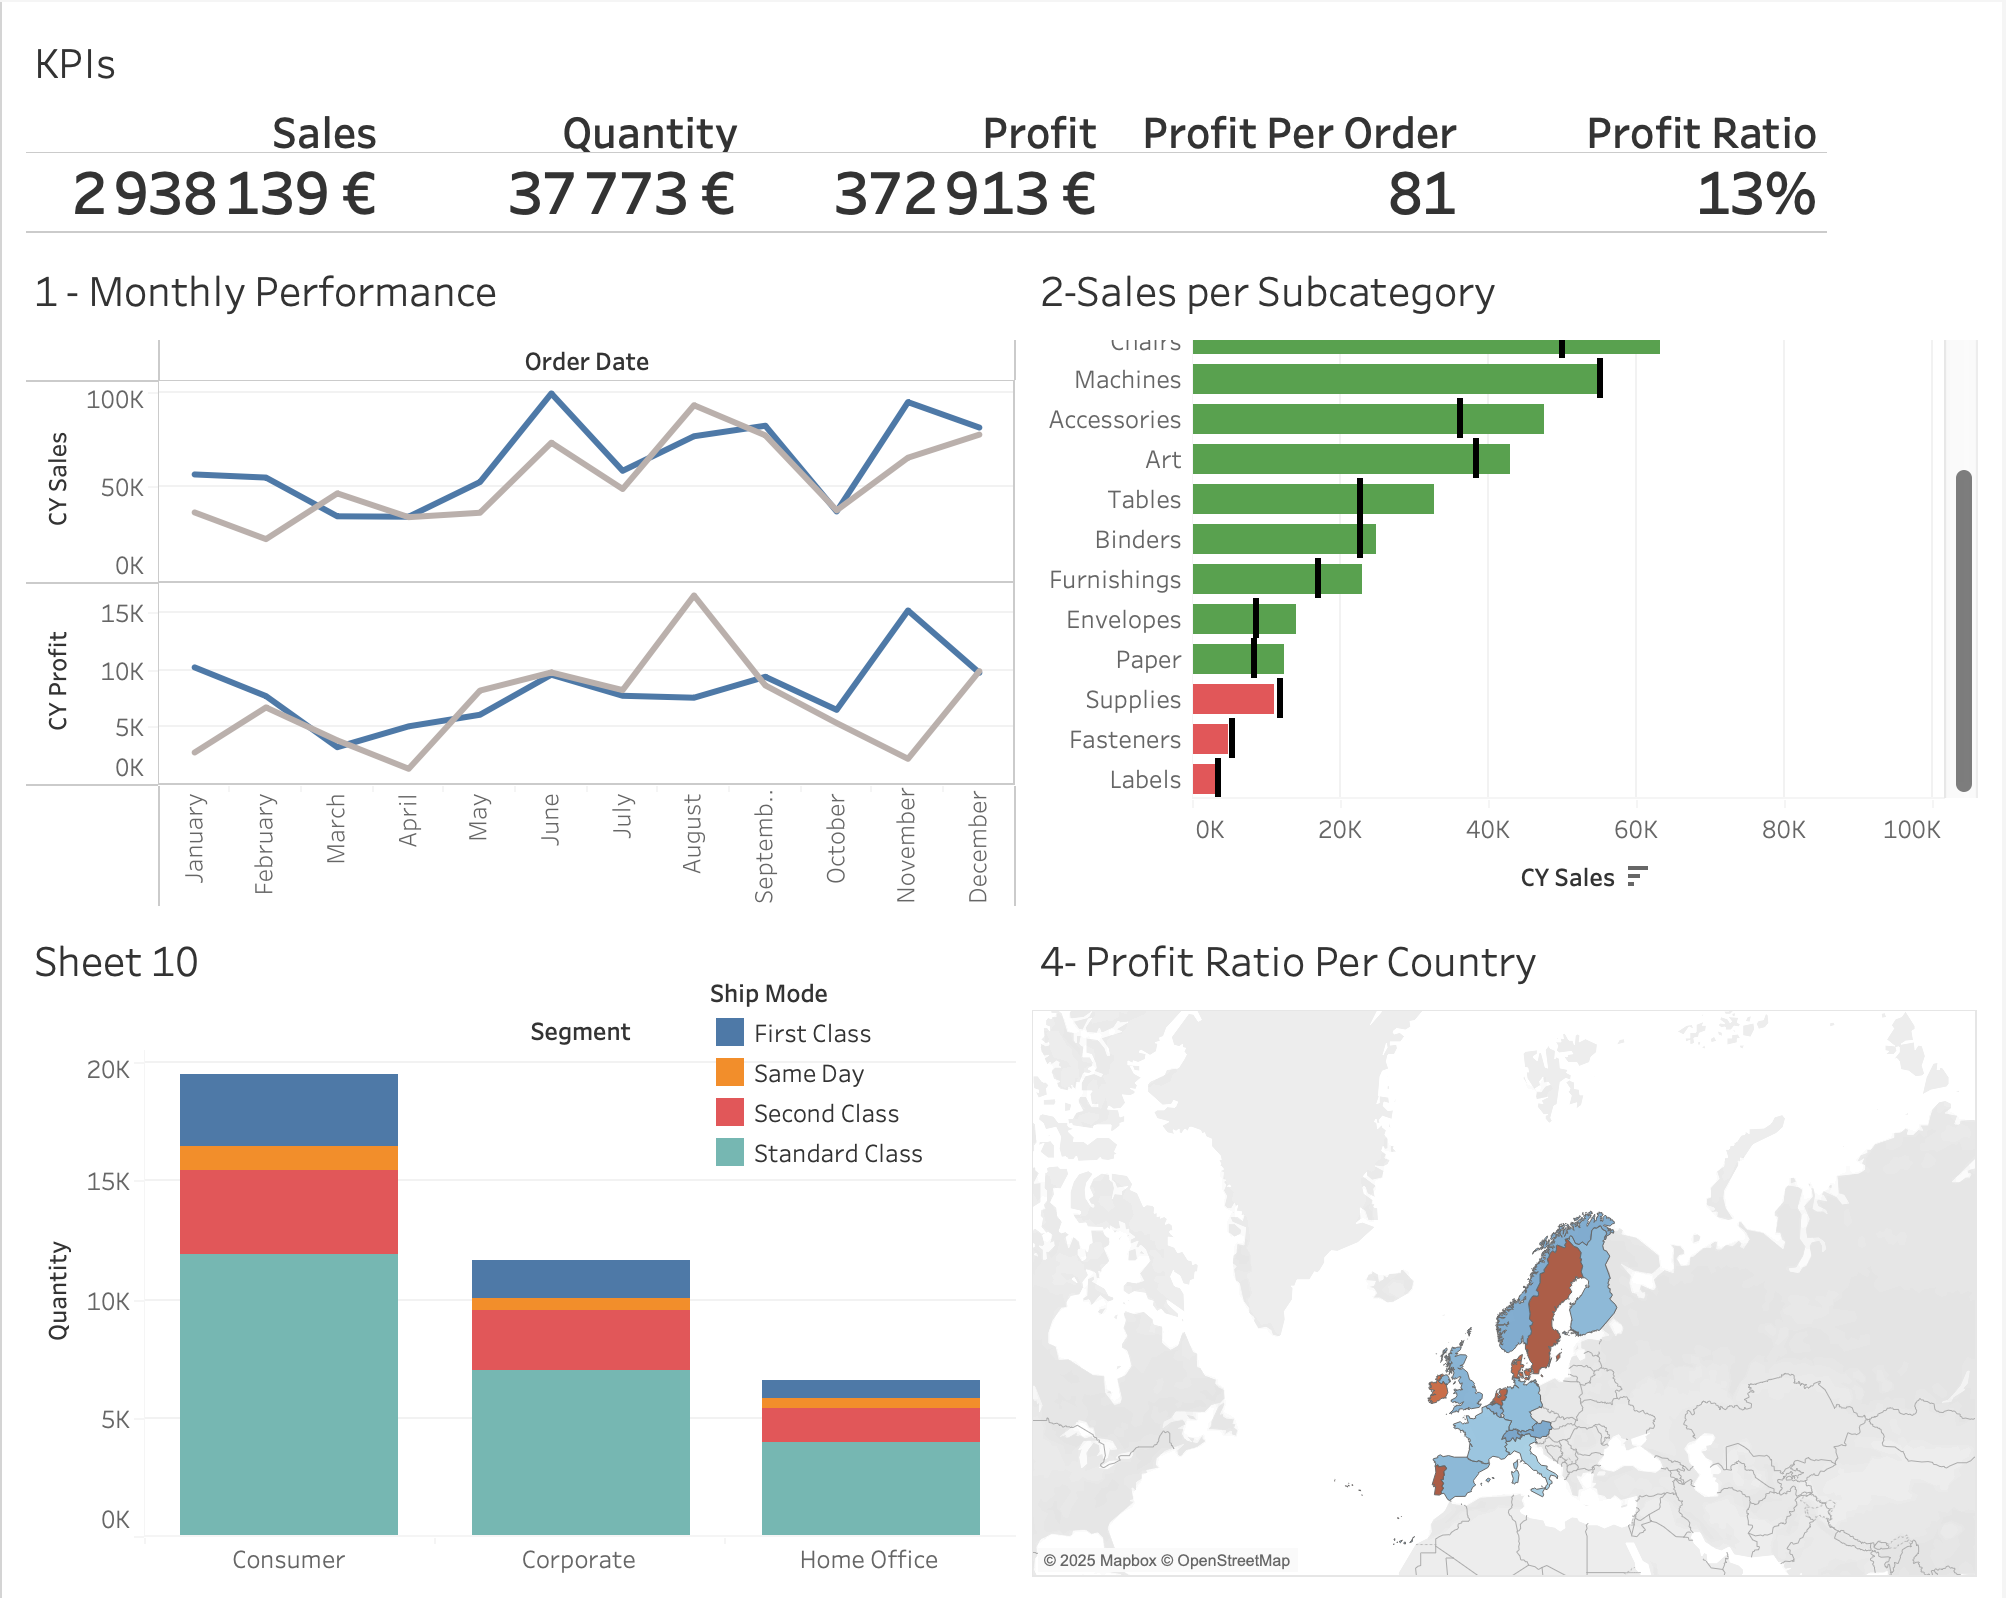 KPIs
Sales Quantity Profit Profit Per Order Profit Ratio
2 938 139 € 37 773 € 372 913 € 81 13%
1 - Monthly Performance
Order Date
CY Sales
100K
50K
0K
CY Profit
15K
10K
5K
0K
January
February
March
April
May
June
July
August
Septemb..
October
November
December
2-Sales per Subcategory
Chairs
Machines
Accessories
Art
Tables
Binders
Furnishings
Envelopes
Paper
Supplies
Fasteners
Labels
0K 20K 40K 60K 80K 100K
CY Sales
Sheet 10
Segment
Ship Mode
First Class
Same Day
Second Class
Standard Class
Quantity
20K
15K
10K
5K
0K
Consumer Corporate Home Office
4- Profit Ratio Per Country
© 2025 Mapbox © OpenStreetMap